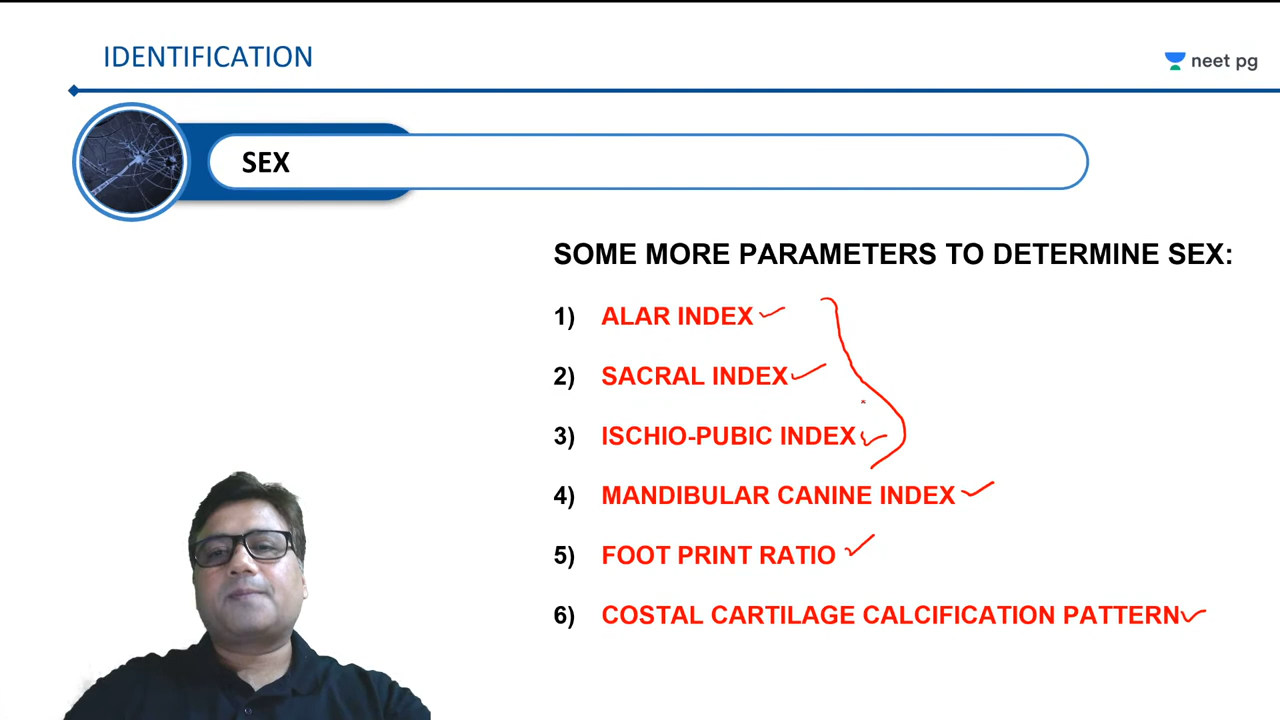 IDENTIFICATION
neet pg
SEX
SOME MORE PARAMETERS TO DETERMINE SEX:
1) ALAR INDEX
2) SACRAL INDEX
3) ISCHIO-PUBIC INDEX
4) MANDIBULAR CANINE INDEX
5) FOOT PRINT RATIO
6) COSTAL CARTILAGE CALCIFICATION PATTERN